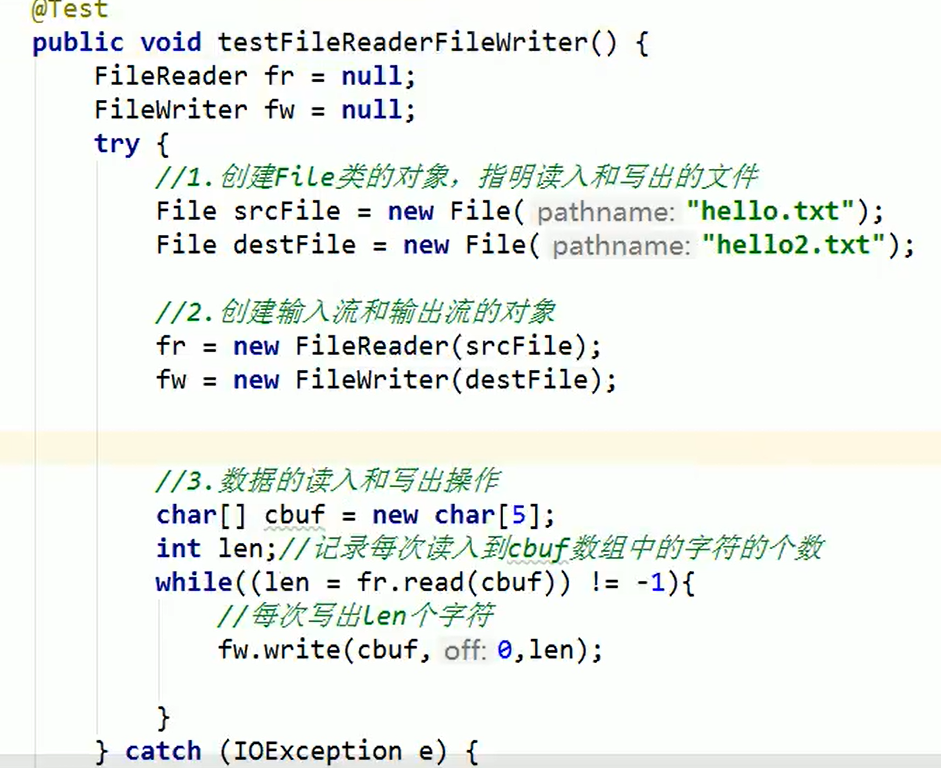 @Test
public void testFileReaderFileWriter() {
FileReader fr = null;
FileWriter fw = null;
try {
//1.创建File类的对象，指明读入和写出的文件
File srcFile = new File( pathname: "hello.txt");
File destFile = new File( pathname: "hello2.txt");
//2.创建输入流和输出流的对象
fr = new FileReader(srcFile);
fw = new FileWriter(destFile);
//3.数据的读入和写出操作
char[] cbuf = new char[5];
int len;//记录每次读入到cbuf数组中的字符的个数
while((len = fr.read(cbuf)) != -1){
//每次写出len个字符
fw.write(cbuf, off: 0,len);
}
} catch (IOException e) {